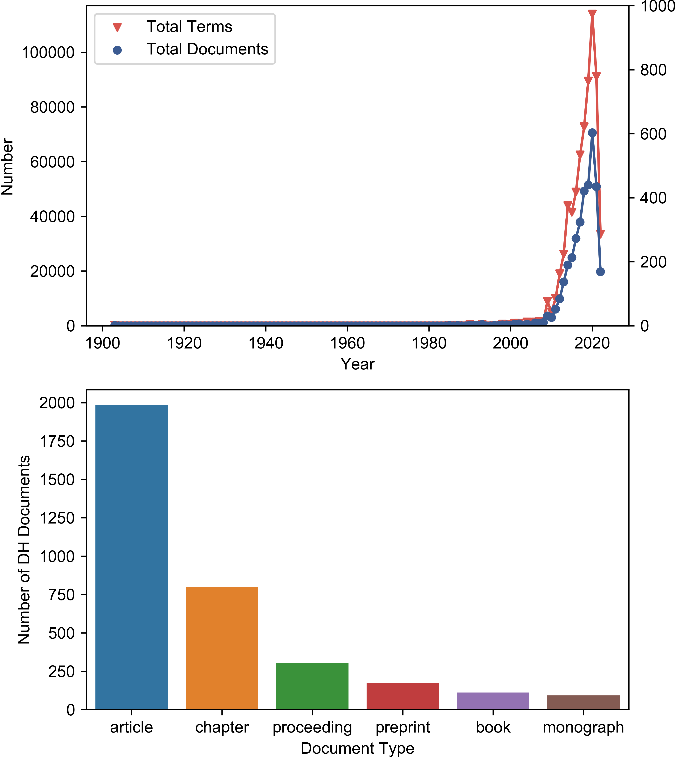 Total Terms
Total Documents
Number
100000
80000
60000
40000
20000
0
1000
800
600
400
200
0
1900
1920
1940
1960
1980
2000
2020
Year
Number of DH Documents
2000
1750
1500
1250
1000
750
500
250
0
article
chapter
proceeding
preprint
book
monograph
Document Type